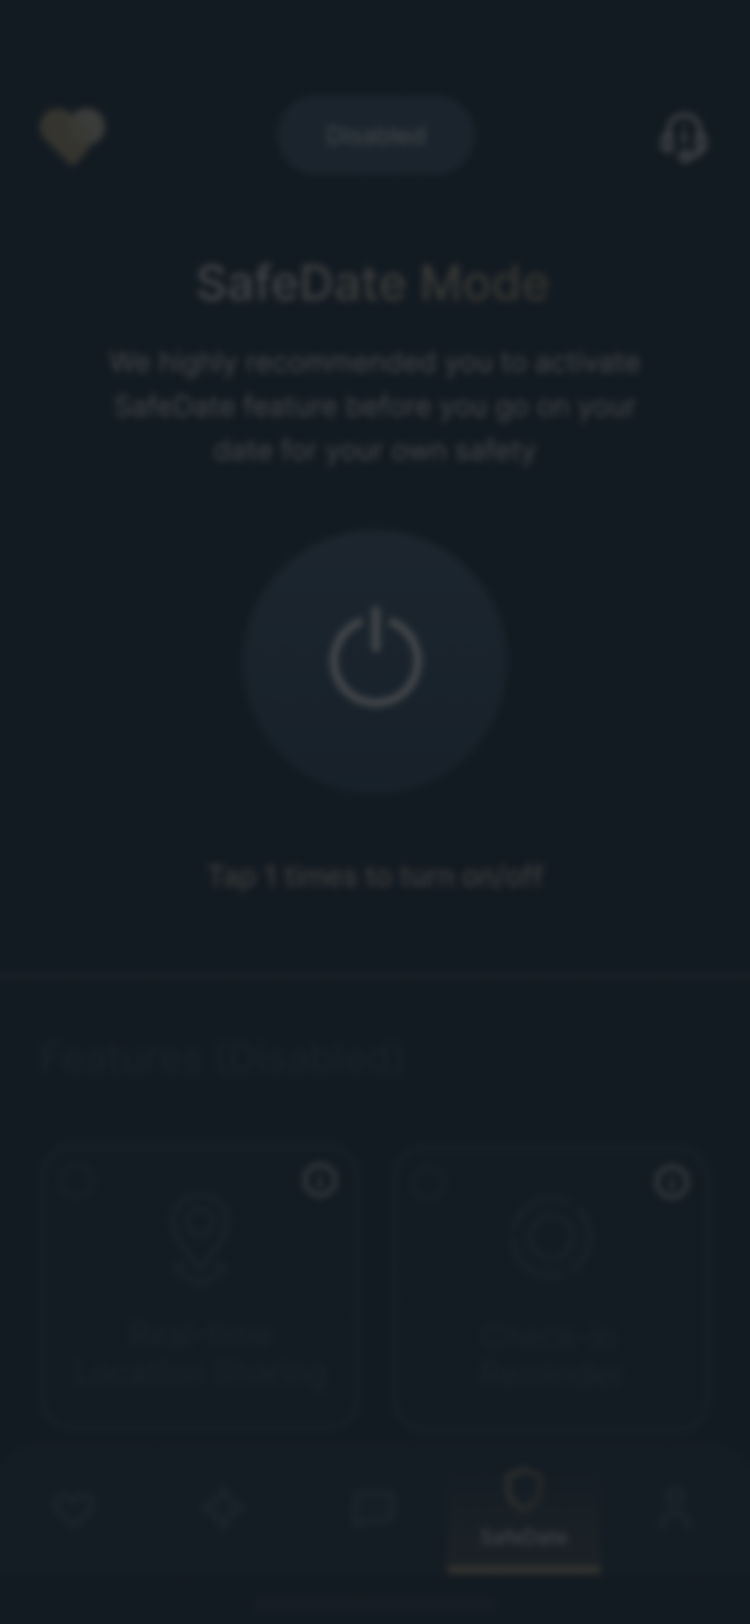 Disabled
SafeDate Mode
We highly recommended you to activate
SafeDate feature before you go on your
date for your own safety
Tap 1 times to turn on/off
Features (Disabled)
Real-time
Location Sharing
Check-in
Reminder
SafeDate